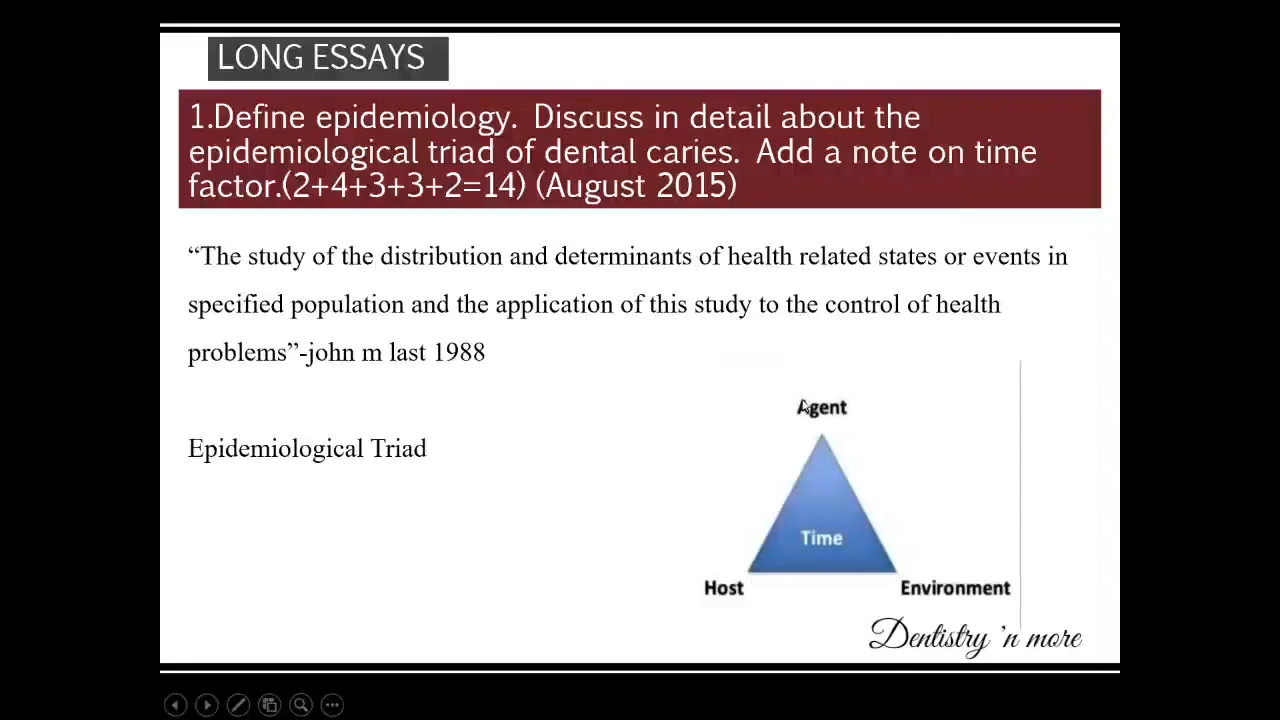 LONG ESSAYS
1.Define epidemiology. Discuss in detail about the
epidemiological triad of dental caries. Add a note on time
factor.(2+4+3+3+2=14) (August 2015)
“The study of the distribution and determinants of health related states or events in
specified population and the application of this study to the control of health
problems”-john m last 1988
Agent
Epidemiological Triad
Time
Host
Environment
Dentistry 'n more